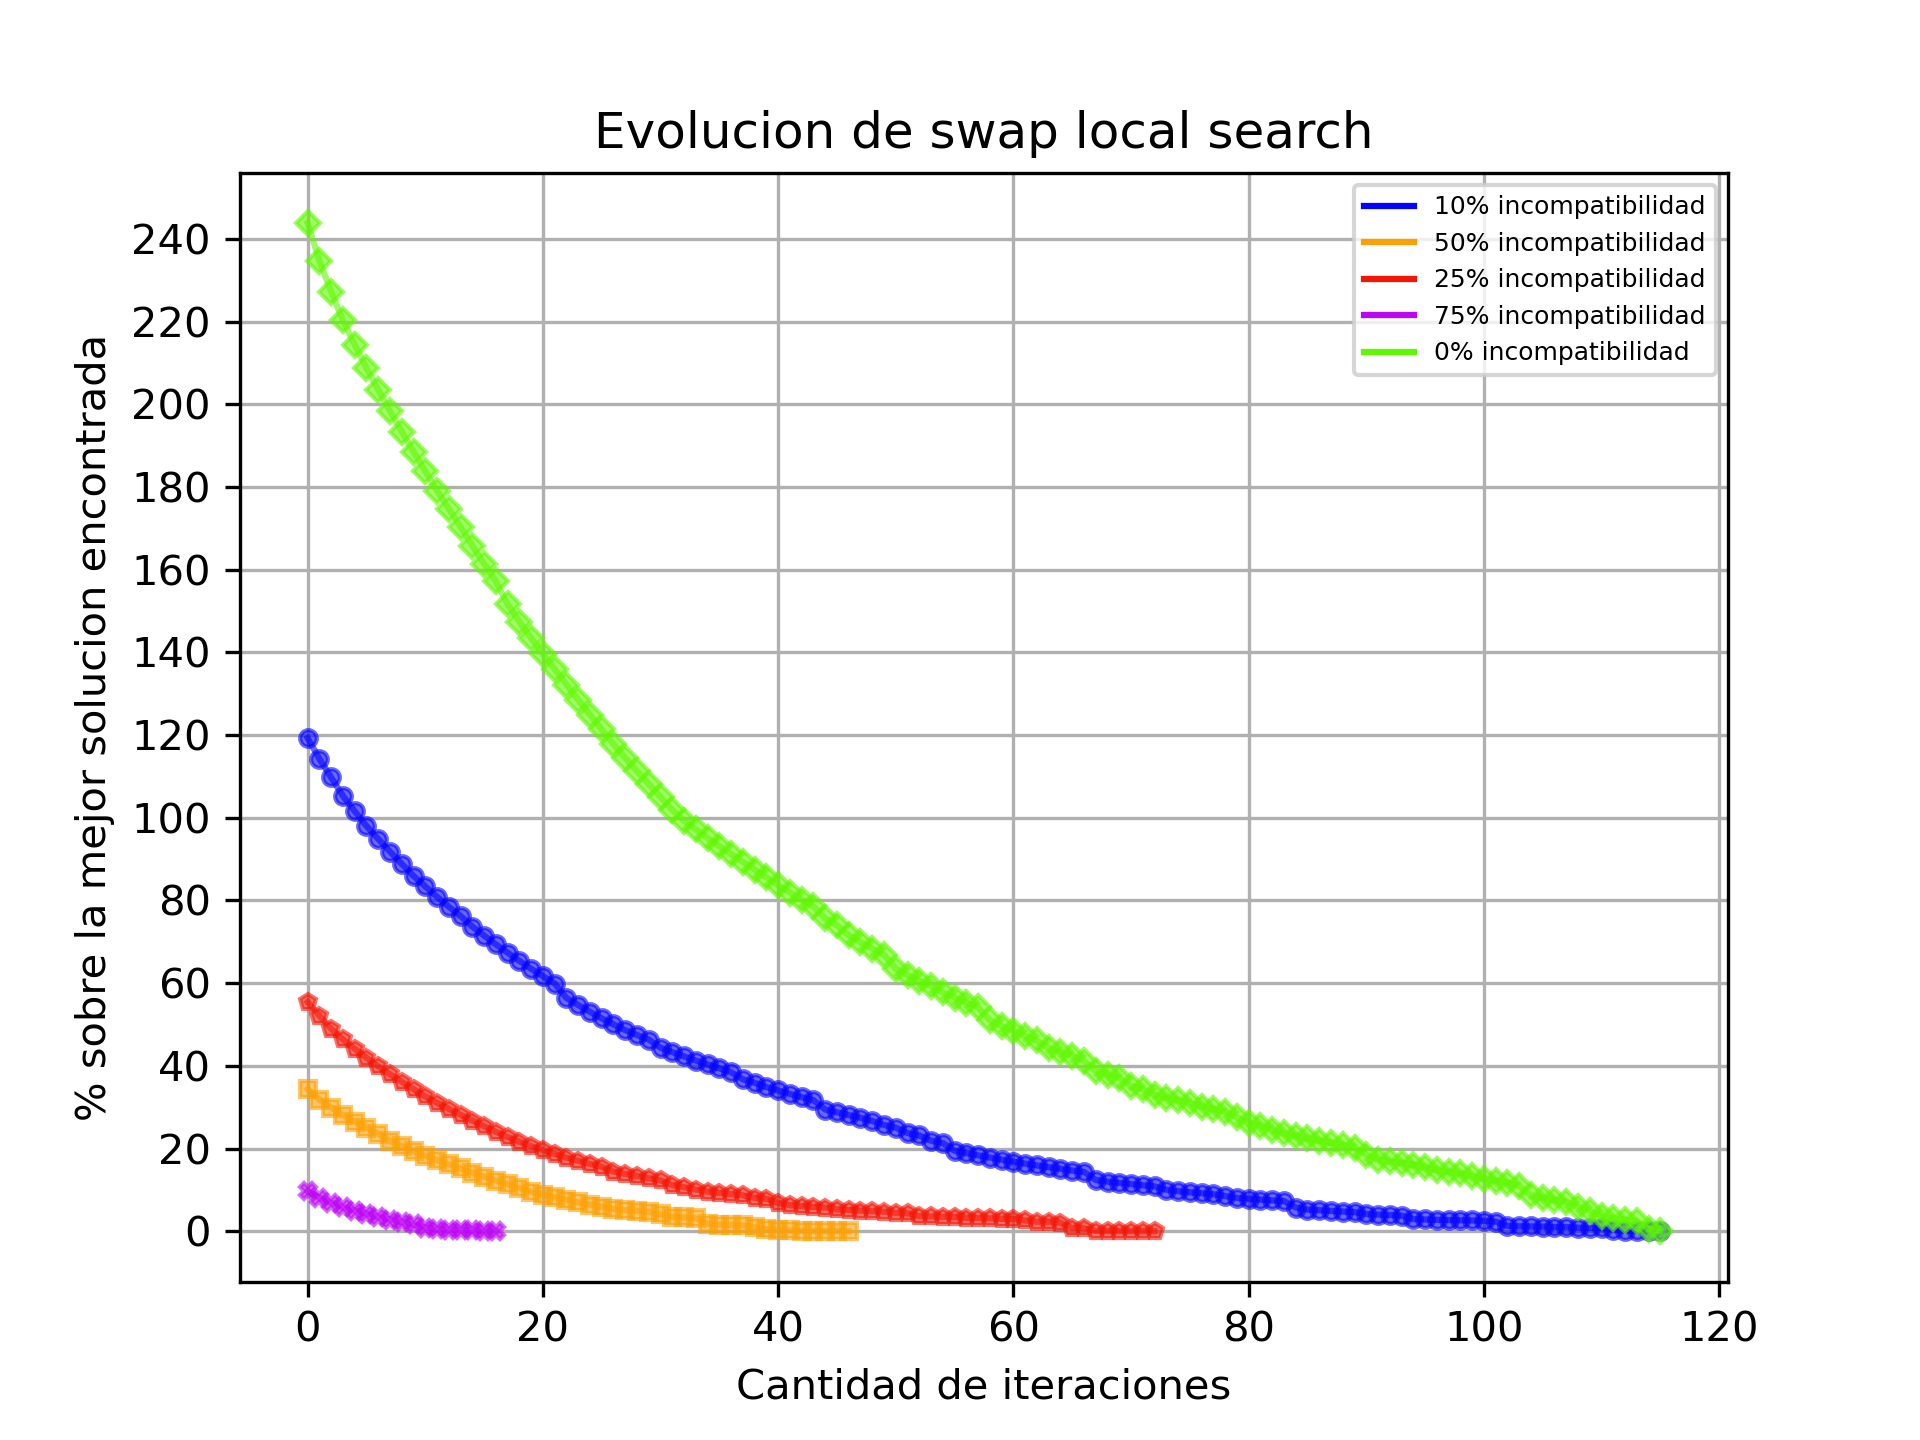 Evolucion de swap local search
% sobre la mejor solucion encontrada
240
220
200
180
160
140
120
100
80
60
40
20
0
10% incompatibilidad
50% incompatibilidad
25% incompatibilidad
75% incompatibilidad
0% incompatibilidad
0 20 40 60 80 100 120
Cantidad de iteraciones